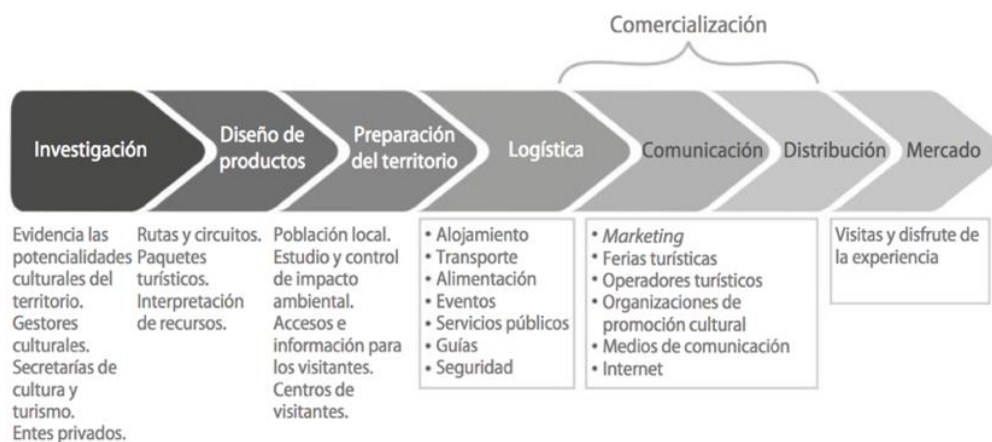 Comercialización
Investigación
Diseño de
productos
Preparación
del territorio
Logística
Comunicación
Distribución
Mercado
Evidencia las
potencialidades
culturales del
territorio.
Gestores
culturales.
Secretarías de
cultura y
turismo.
Entes privados.
Rutas y circuitos.
Paquetes
turísticos.
Interpretación
de recursos.
Población local.
Estudio y control
de impacto
ambiental.
Accesos e
información para
los visitantes.
Centros de
visitantes.
• Alojamiento
• Transporte
• Alimentación
• Eventos
• Servicios públicos
• Guías
• Seguridad
• Marketing
• Ferias turísticas
• Operadores turísticos
• Organizaciones de
promoción cultural
• Medios de comunicación
• Internet
Visitas y disfrute de
la experiencia